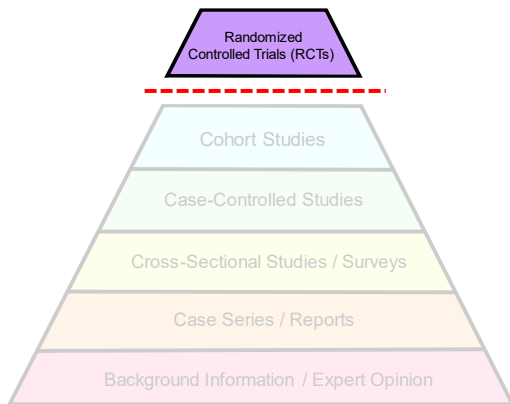 Randomized
Controlled Trials (RCTs)
Cohort Studies
Case-Controlled Studies
Cross-Sectional Studies / Surveys
Case Series / Reports
Background Information / Expert Opinion